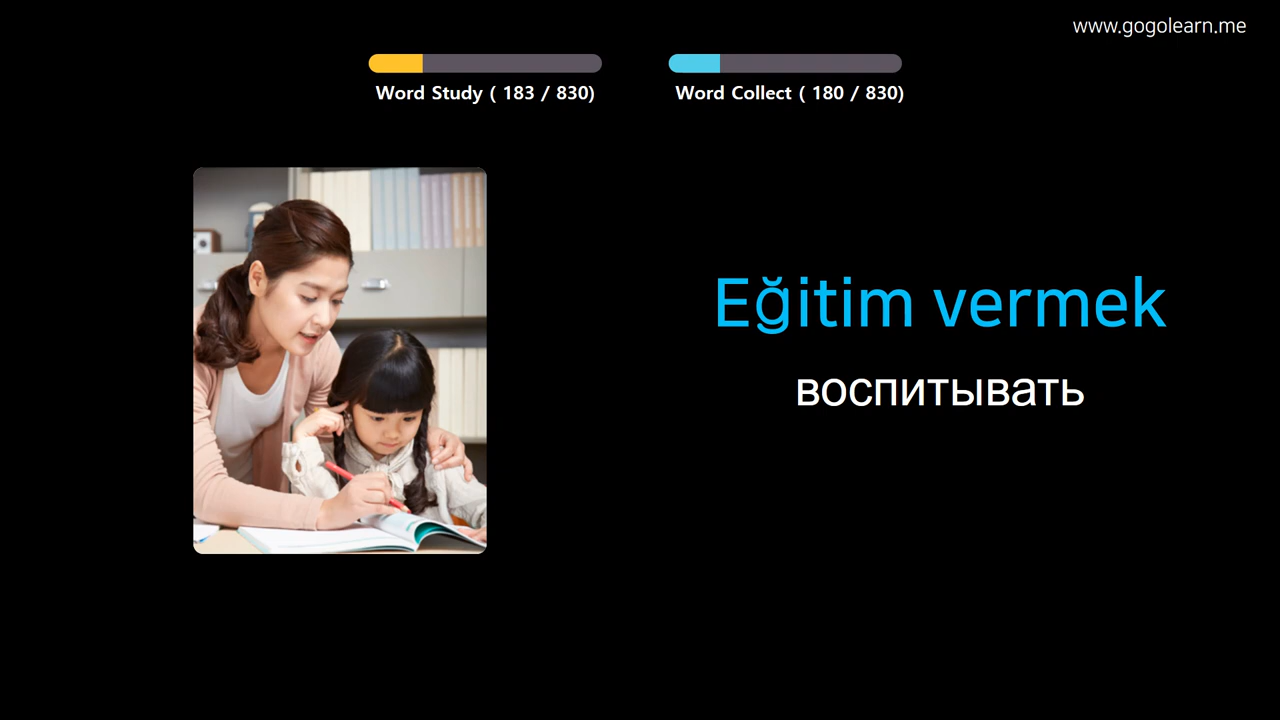 www.gogolearn.me
Word Study ( 183 / 830)
Word Collect ( 180 / 830)
Eğitim vermek
воспитывать